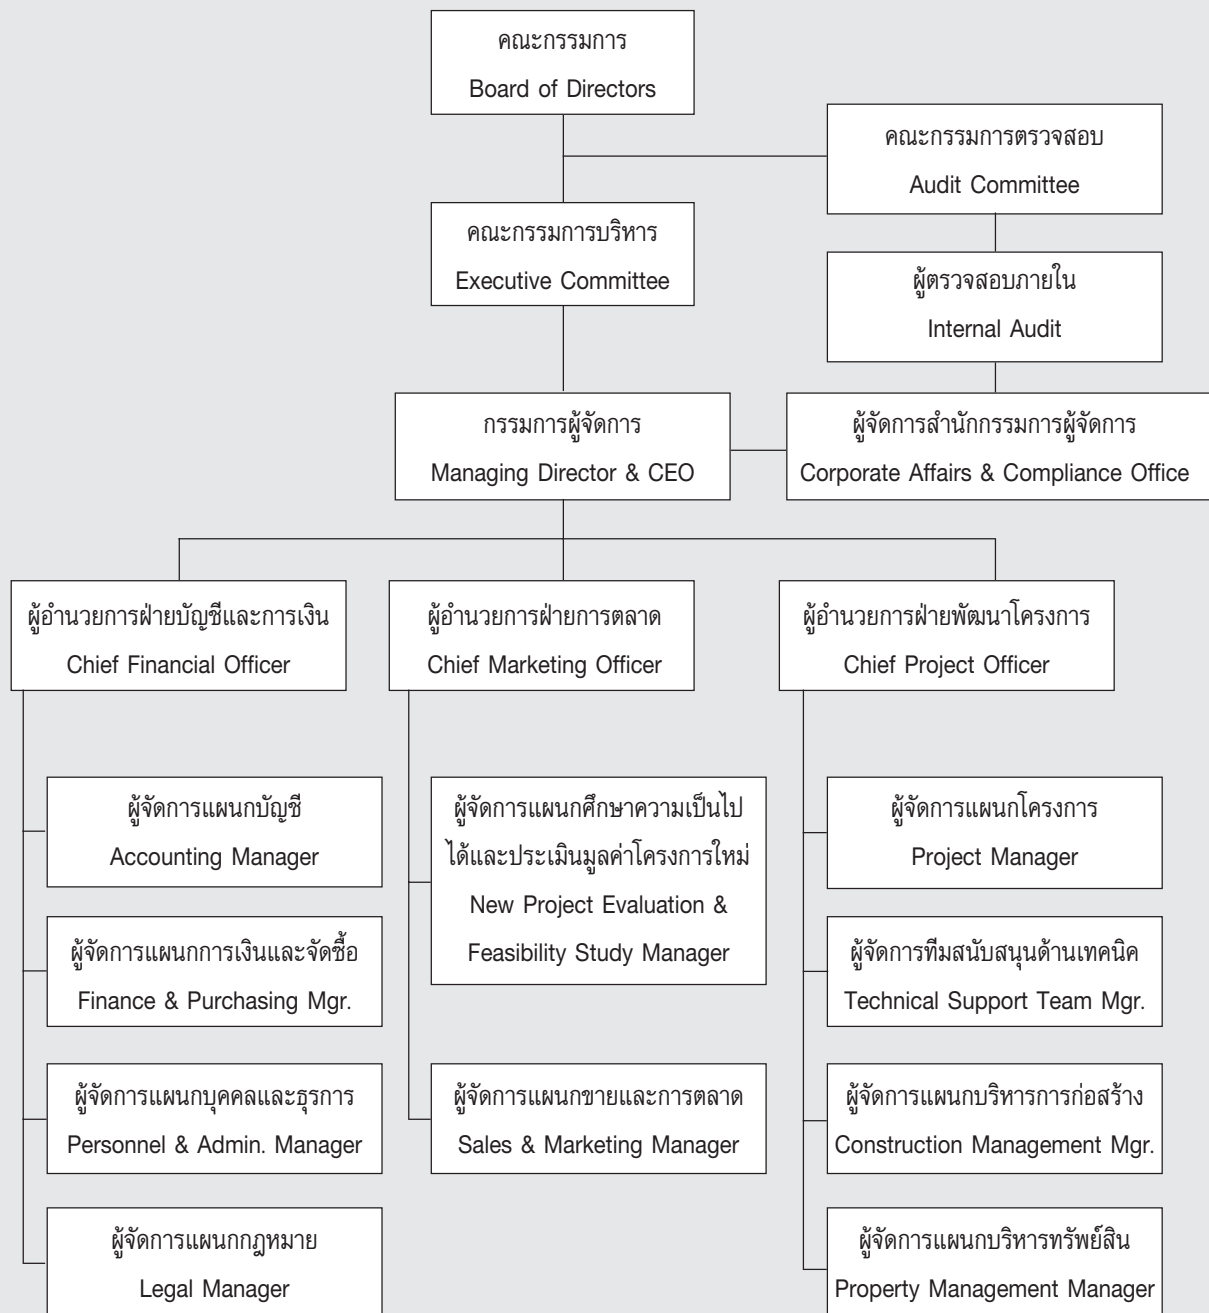 คณะกรรมการ
Board of Directors
คณะกรรมการตรวจสอบ
Audit Committee
คณะกรรมการบริหาร
Executive Committee
ผู้ตรวจสอบภายใน
Internal Audit
กรรมการผู้จัดการ
Managing Director & CEO
ผู้จัดการสำนักกรรมการผู้จัดการ
Corporate Affairs & Compliance Office
ผู้อำนวยการฝ่ายบัญชีและการเงิน
Chief Financial Officer
ผู้อำนวยการฝ่ายการตลาด
Chief Marketing Officer
ผู้อำนวยการฝ่ายพัฒนาโครงการ
Chief Project Officer
ผู้จัดการแผนกบัญชี
Accounting Manager
ผู้จัดการแผนกการเงินและจัดซื้อ
Finance & Purchasing Mgr.
ผู้จัดการแผนกบุคคลและธุรการ
Personnel & Admin. Manager
ผู้จัดการแผนกกฎหมาย
Legal Manager
ผู้จัดการแผนกศึกษาความเป็นไป
ได้และประเมินมูลค่าโครงการใหม่
New Project Evaluation &
Feasibility Study Manager
ผู้จัดการแผนกขายและการตลาด
Sales & Marketing Manager
ผู้จัดการแผนกโครงการ
Project Manager
ผู้จัดการทีมสนับสนุนด้านเทคนิค
Technical Support Team Mgr.
ผู้จัดการแผนกบริหารการก่อสร้าง
Construction Management Mgr.
ผู้จัดการแผนกบริหารทรัพย์สิน
Property Management Manager